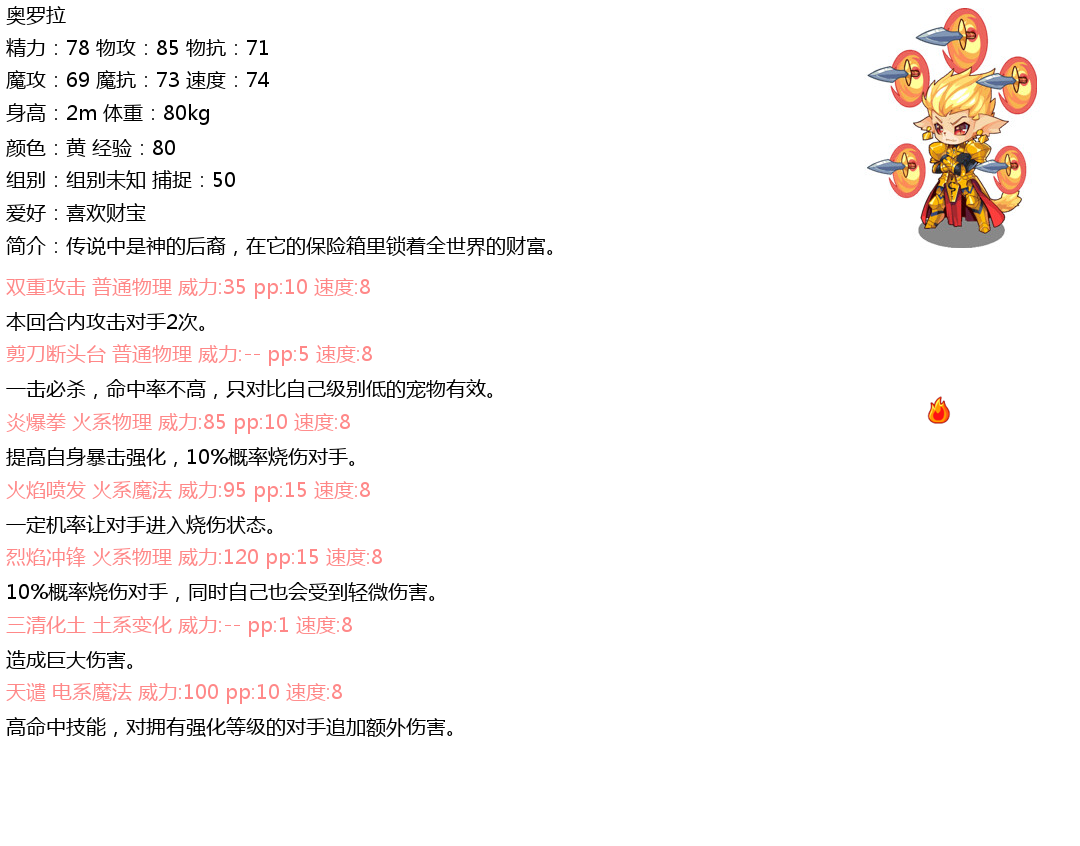 奥罗拉
精力：78 物攻：85 物抗：71
魔攻：69 魔抗：73 速度：74
身高：2m 体重：80kg
颜色：黄 经验：80
组别：组别未知 捕捉：50
爱好：喜欢财宝
简介：传说中是神的后裔，在它的保险箱里锁着全世界的财富。
双重攻击 普通物理 威力:35 pp:10 速度:8
本回合内攻击对手2次。
剪刀断头台 普通物理 威力:-- pp:5 速度:8
一击必杀，命中率不高，只对比自己级别低的宠物有效。
炎爆拳 火系物理 威力:85 pp:10 速度:8
提高自身暴击强化，10%概率烧伤对手。
火焰喷发 火系魔法 威力:95 pp:15 速度:8
一定机率让对手进入烧伤状态。
烈焰冲锋 火系物理 威力:120 pp:15 速度:8
10%概率烧伤对手，同时自己也会受到轻微伤害。
三清化土 土系变化 威力:-- pp:1 速度:8
造成巨大伤害。
天谴 电系魔法 威力:100 pp:10 速度:8
高命中技能，对拥有强化等级的对手追加额外伤害。